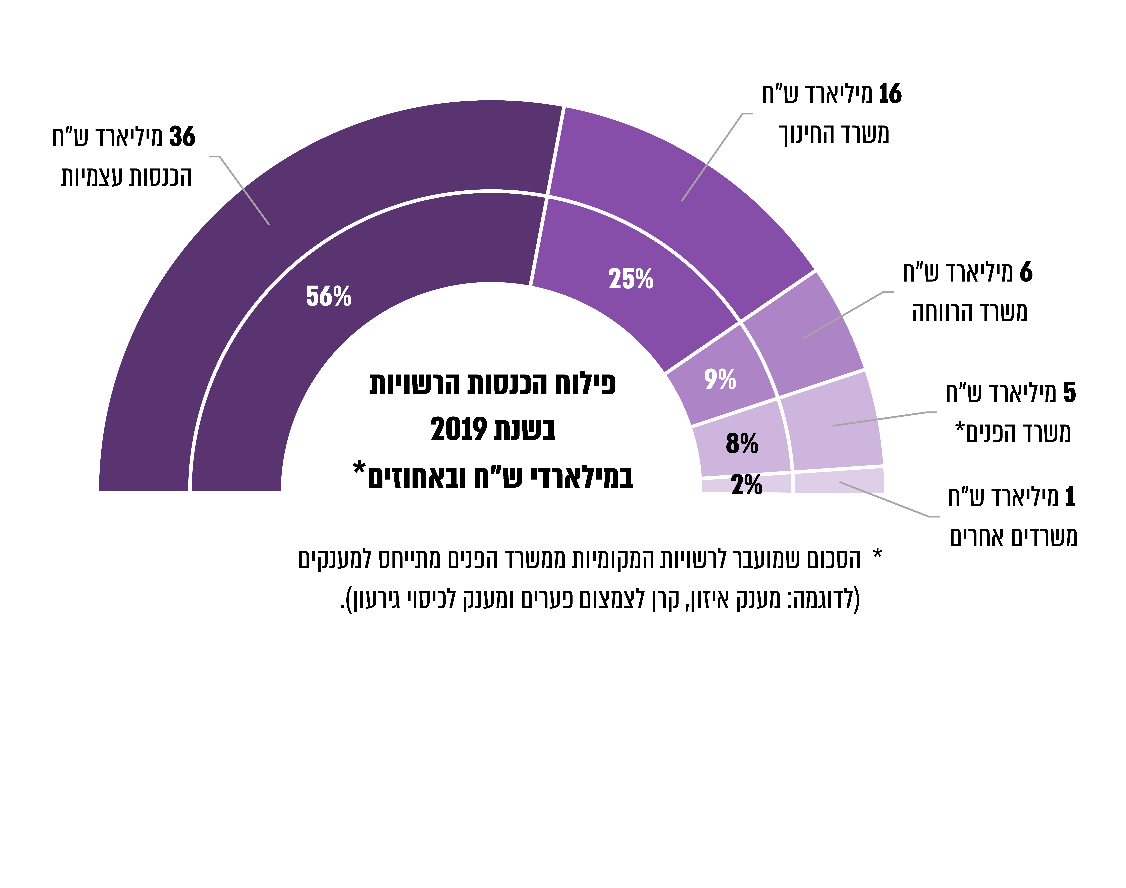 16 מיליארד ש"ח
משרד החינוך
36 מיליארד ש"ח
הכנסות עצמיות
6 מיליארד ש"ח
משרד הרווחה
25%
56%
9%
5 מיליארד ש"ח
משרד הפנים*
8%
2%
1 מיליארד ש"ח
משרדים אחרים
פילוח הכנסות הרשויות
בשנת 2019
במילארדי ש"ח ובאחוזים*
* הסכום שמועבר לרשויות המקומיות ממשרד הפנים מתייחס למענקים
(לדוגמה: מענק איזון, קרן לצמצום פערים ומענק לכיסוי גירעון).